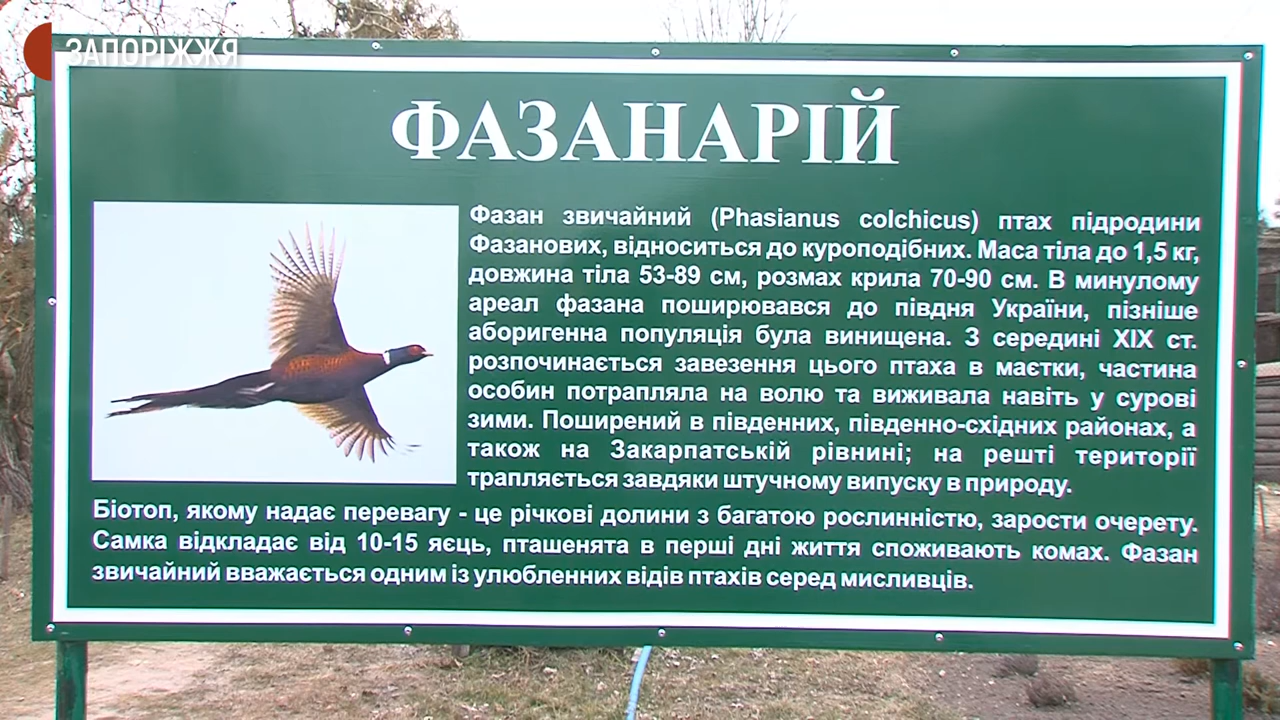 ЗАПОРІЖЖЯ
ФАЗАНАРІЙ
Фазан звичайний (Phasianus colchicus) птах підродини
Фазанових, відноситься до куроподібних. Маса тіла до 1,5 кг,
довжина тіла 53-89 см, розмах крила 70-90 см. В минулому
ареал фазана поширювався до півдня України, пізніше
аборигенна популяція була винищена. З середині XIX ст.
розпочинається завезення цього птаха в маєтки, частина
особин потрапляла на волю та виживала навіть у сурові
зими. Поширений в південних, південно-східних районах, а
також на Закарпатській рівнині; на решті території
трапляється завдяки штучному випуску в природу.
Біотоп, якому надає перевагу - це річкові долини з багатою рослинністю, зарости очерету.
Самка відкладає від 10-15 яєць, пташенята в перші дні життя споживають комах. Фазан
звичайний вважається одним із улюбленних відів птахів серед мисливців.